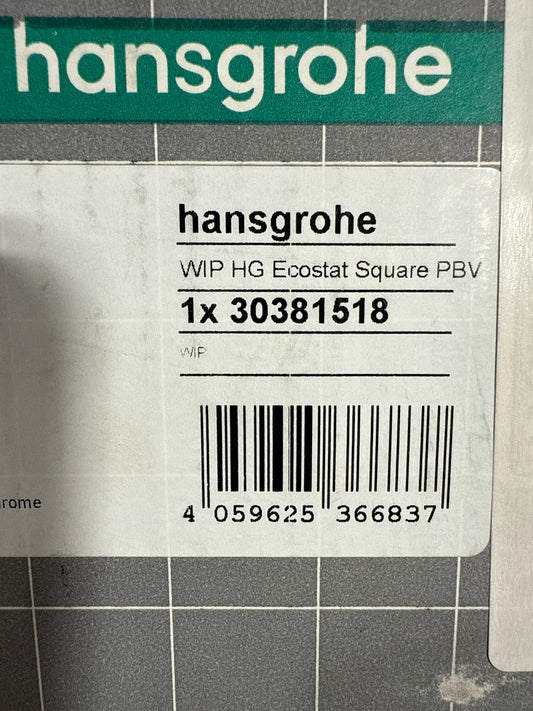 hansgrohe
hansgrohe
WIP HG Ecostat Square PBV
1x 30381518
WIP
4 059625 366837
rome